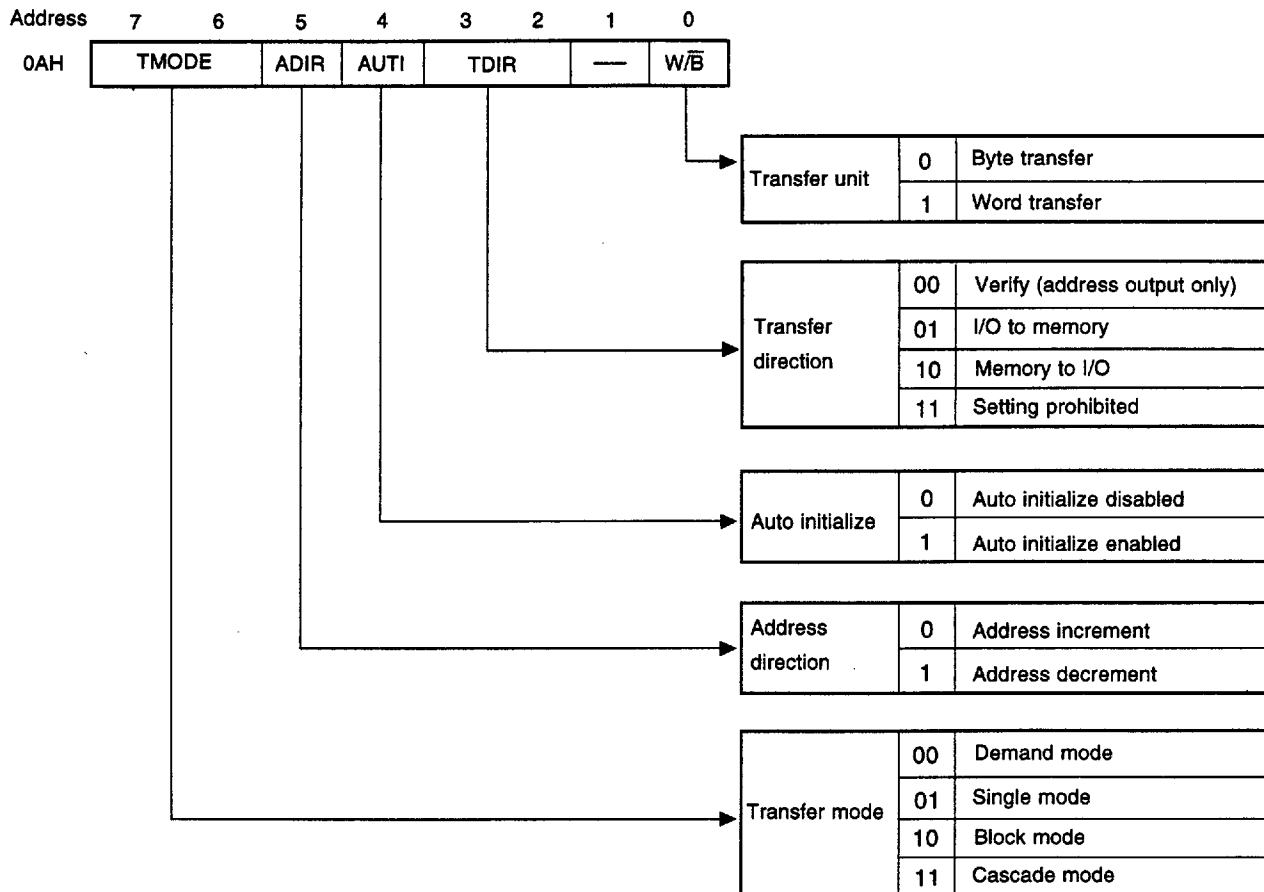 Address 7 6 5 4 3 2 1 0
0AH TMODE ADIR AUTI TDIR — W/B̅
Transfer unit
0 Byte transfer
1 Word transfer
Transfer
direction
00 Verify (address output only)
01 I/O to memory
10 Memory to I/O
11 Setting prohibited
Auto initialize
0 Auto initialize disabled
1 Auto initialize enabled
Address
direction
0 Address increment
1 Address decrement
Transfer mode
00 Demand mode
01 Single mode
10 Block mode
11 Cascade mode